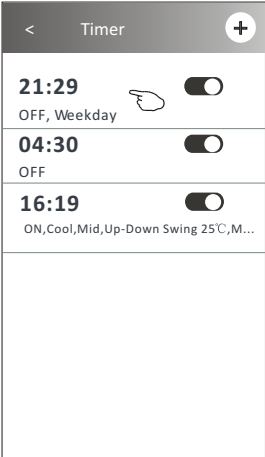 < Timer +
21:29
OFF, Weekday
04:30
OFF
16:19
ON,Cool,Mid,Up-Down Swing 25℃,M...